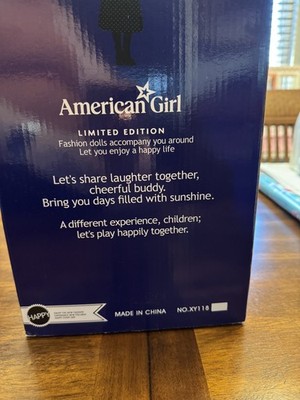 American Girl
LIMITED EDITION
Fashion dolls accompany you around
Let you enjoy a happy life
Let's share laughter together,
cheerful buddy.
Bring you days filled with sunshine.
A different experience, children;
let's play happily together.
HAPPY
MADE IN CHINA NO.XY118